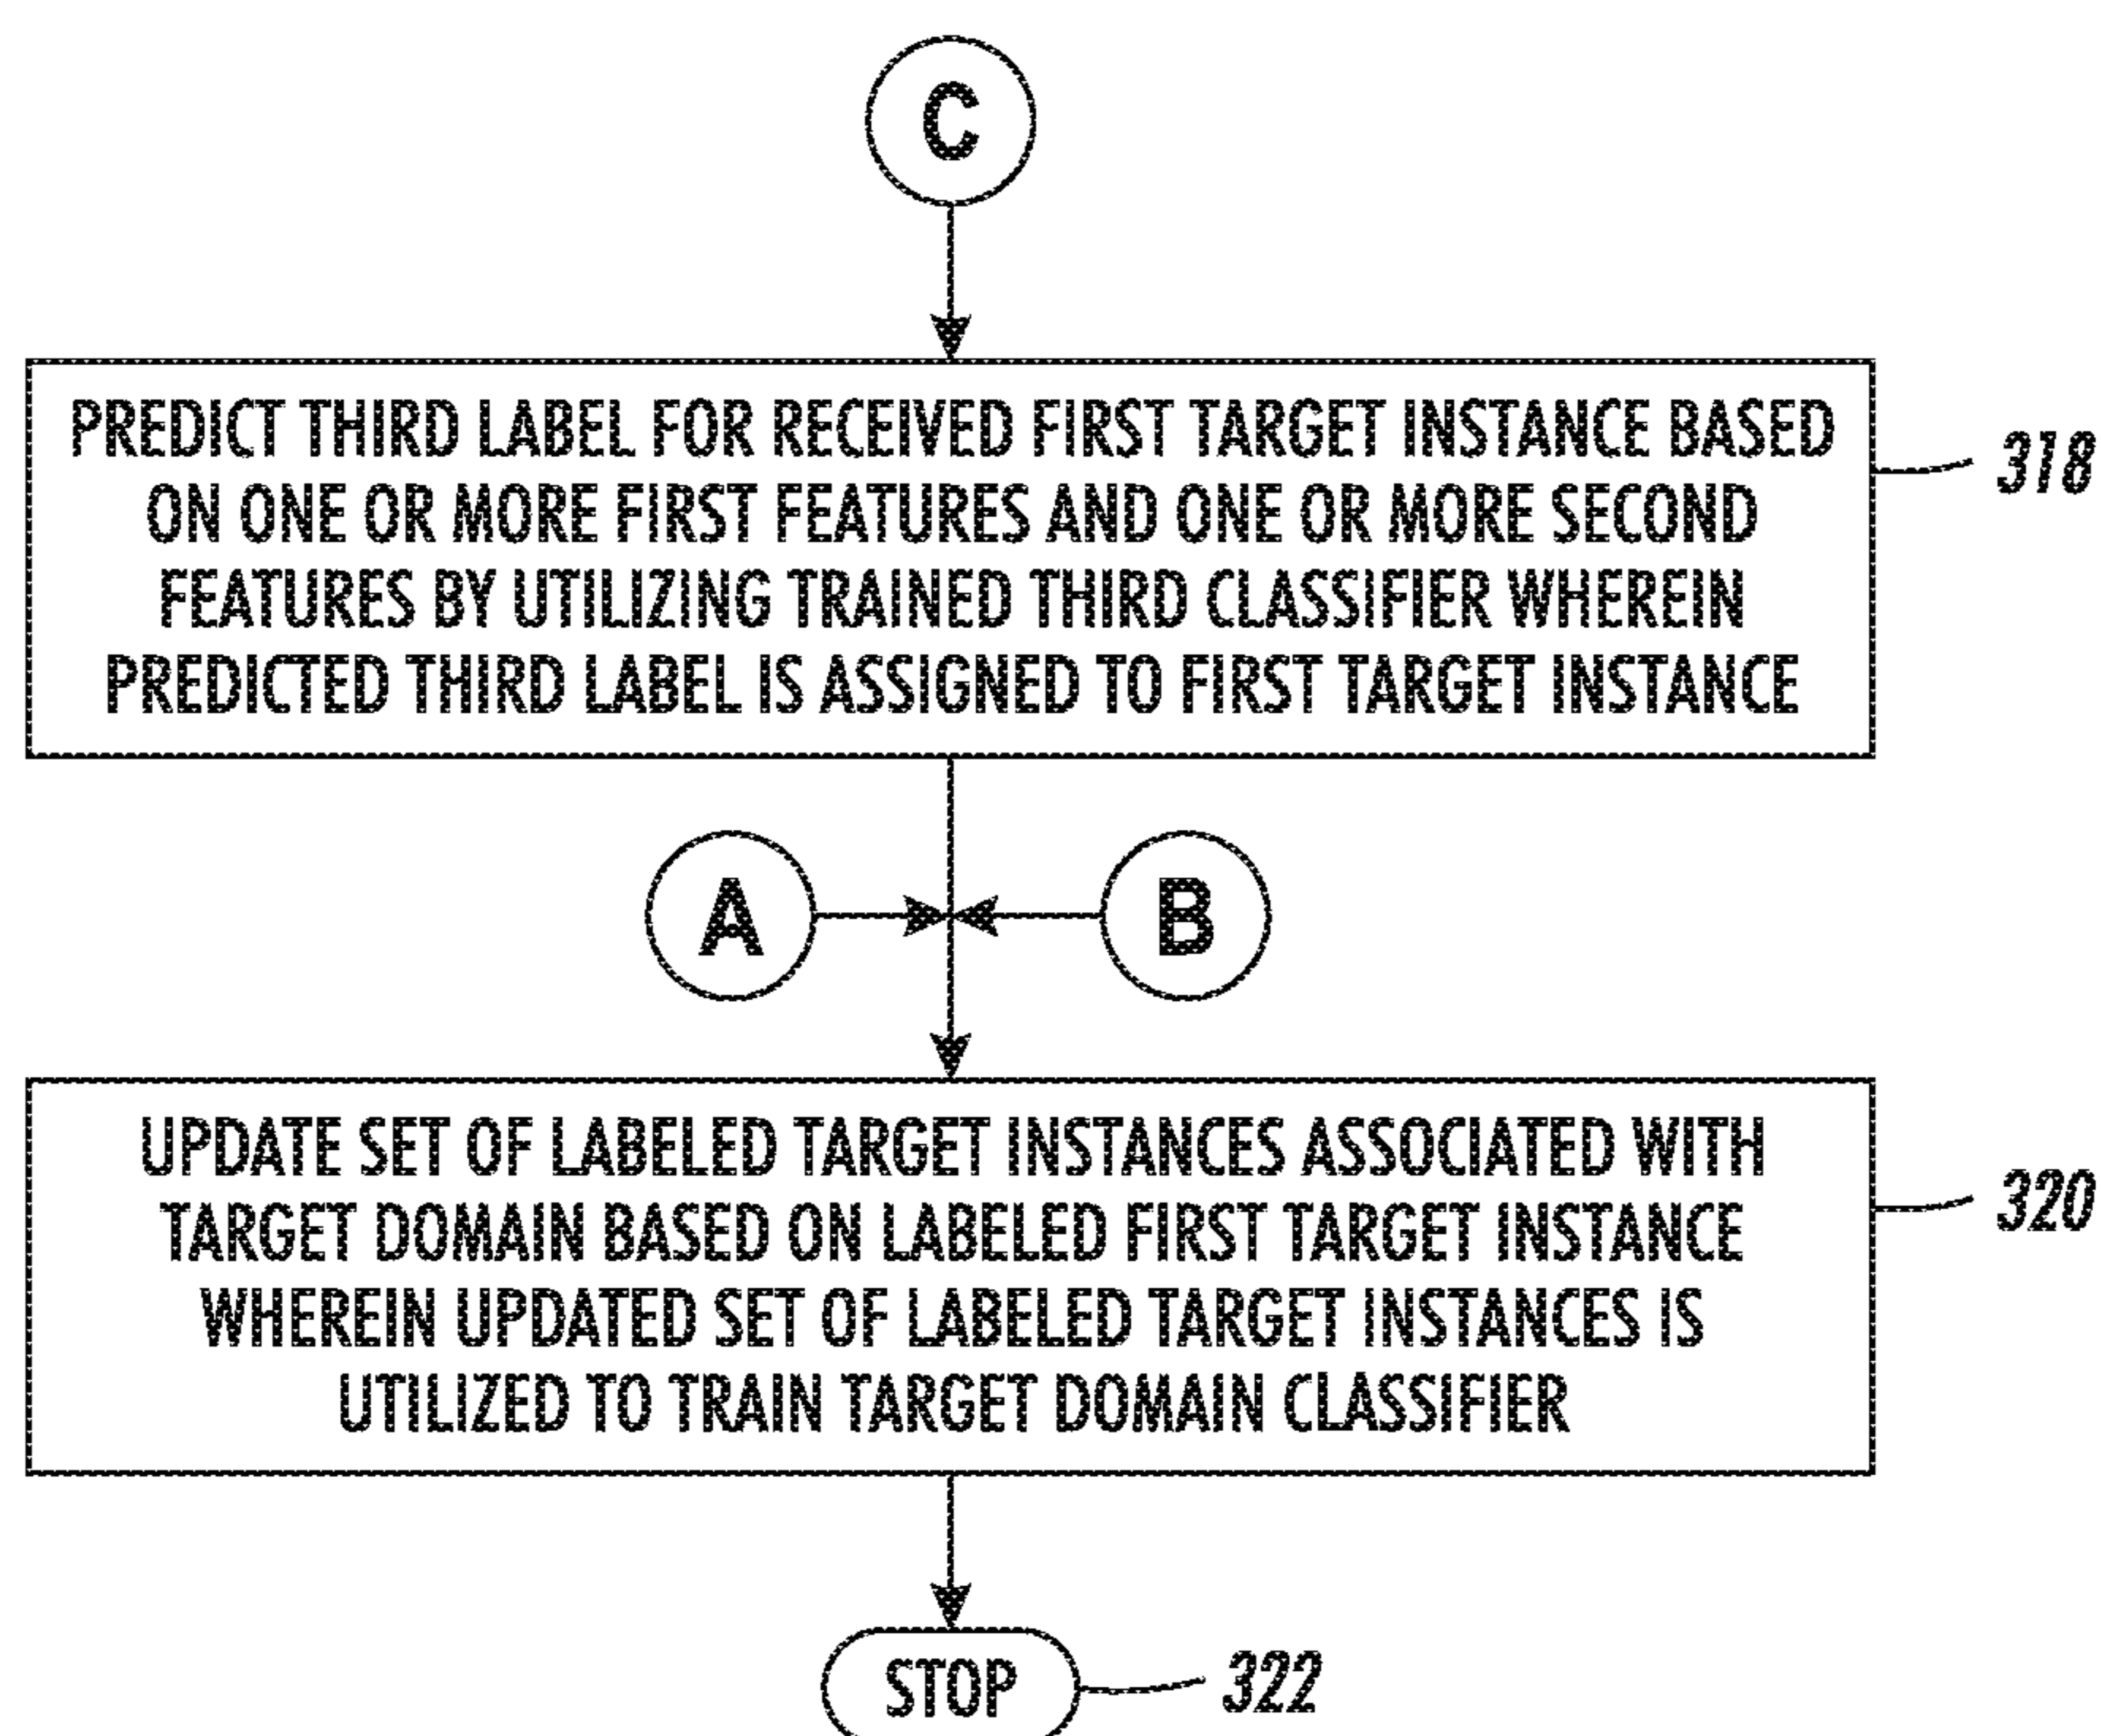 C
PREDICT THIRD LABEL FOR RECEIVED FIRST TARGET INSTANCE BASED
ON ONE OR MORE FIRST FEATURES AND ONE OR MORE SECOND
FEATURES BY UTILIZING TRAINED THIRD CLASSIFIER WHEREIN
PREDICTED THIRD LABEL IS ASSIGNED TO FIRST TARGET INSTANCE
318
A
B
UPDATE SET OF LABELED TARGET INSTANCES ASSOCIATED WITH
TARGET DOMAIN BASED ON LABELED FIRST TARGET INSTANCE
WHEREIN UPDATED SET OF LABELED TARGET INSTANCES IS
UTILIZED TO TRAIN TARGET DOMAIN CLASSIFIER
320
STOP
322